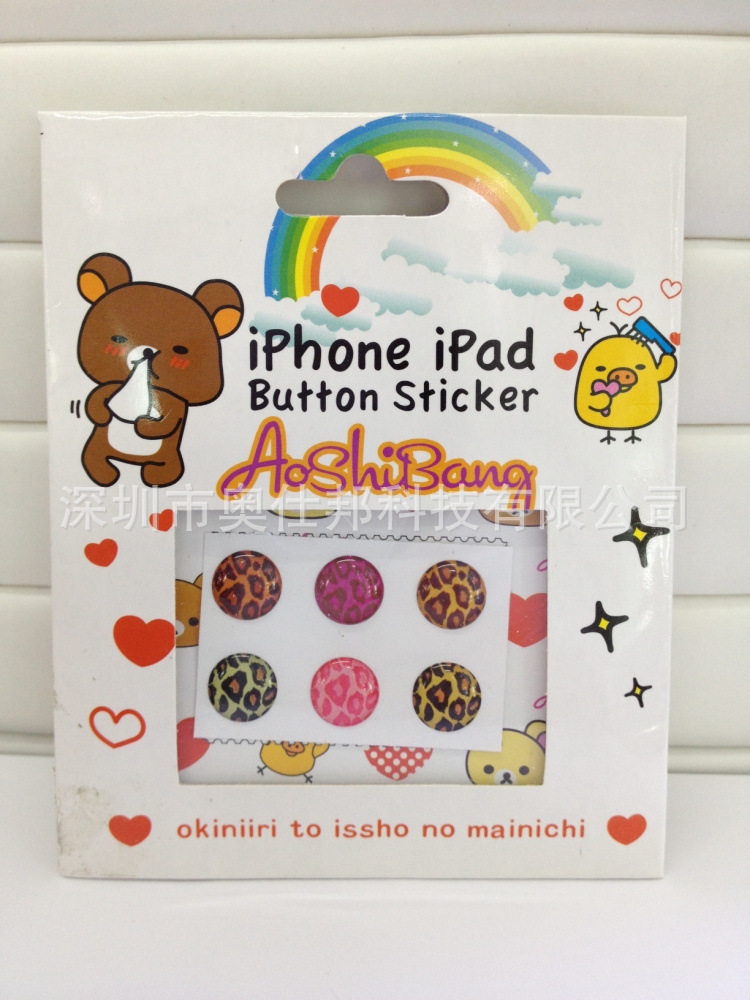 iPhone iPad
Button Sticker
AoShiBang
深圳市奥仕邦科技有限公司
okiniiri to issho no mainichi